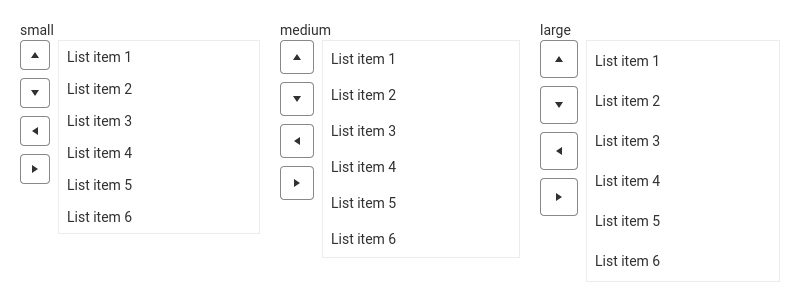 small
List item 1
List item 2
List item 3
List item 4
List item 5
List item 6
medium
List item 1
List item 2
List item 3
List item 4
List item 5
List item 6
large
List item 1
List item 2
List item 3
List item 4
List item 5
List item 6